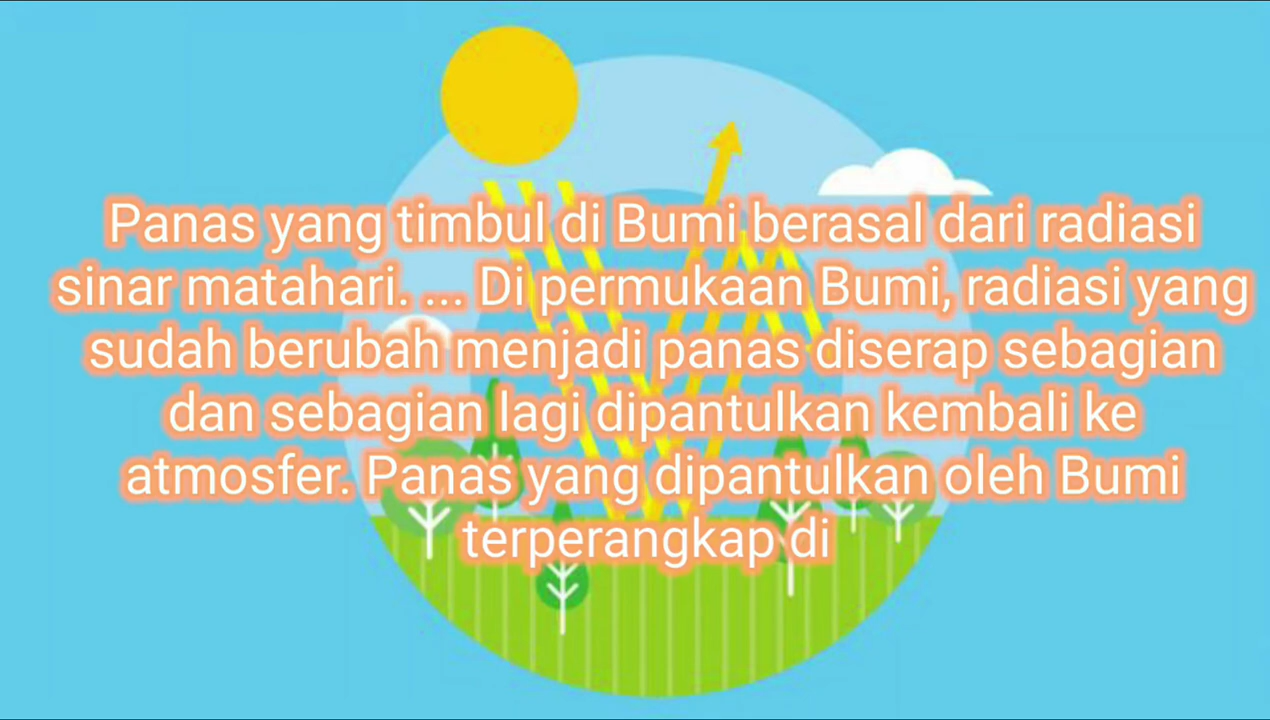 Panas yang timbul di Bumi berasal dari radiasi
sinar matahari. ... Di permukaan Bumi, radiasi yang
sudah berubah menjadi panas diserap sebagian
dan sebagian lagi dipantulkan kembali ke
atmosfer. Panas yang dipantulkan oleh Bumi
terperangkap di